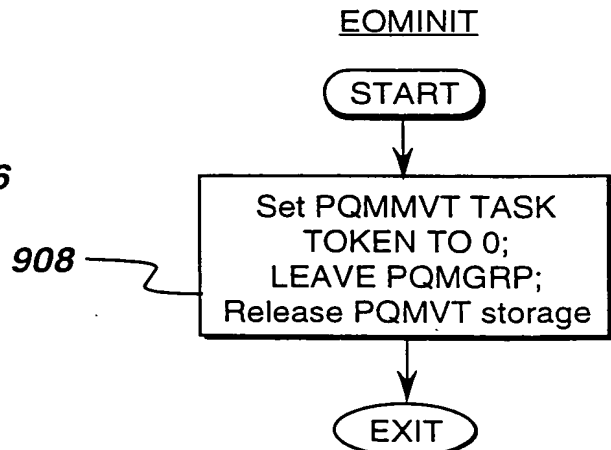 EOMINIT
START
6
Set PQMMVT TASK
TOKEN TO 0;
908
LEAVE PQMGRP;
Release PQMVT storage
EXIT